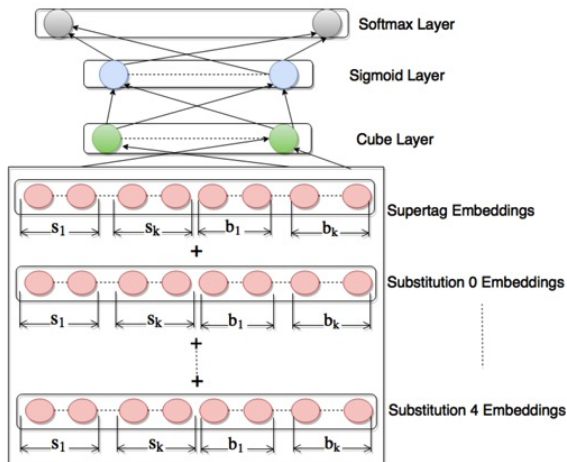 Softmax Layer
Sigmoid Layer
Cube Layer
Supertag Embeddings
s1 sk b1 bk
+
Substitution 0 Embeddings
s1 sk b1 bk
+
+
Substitution 4 Embeddings
s1 sk b1 bk